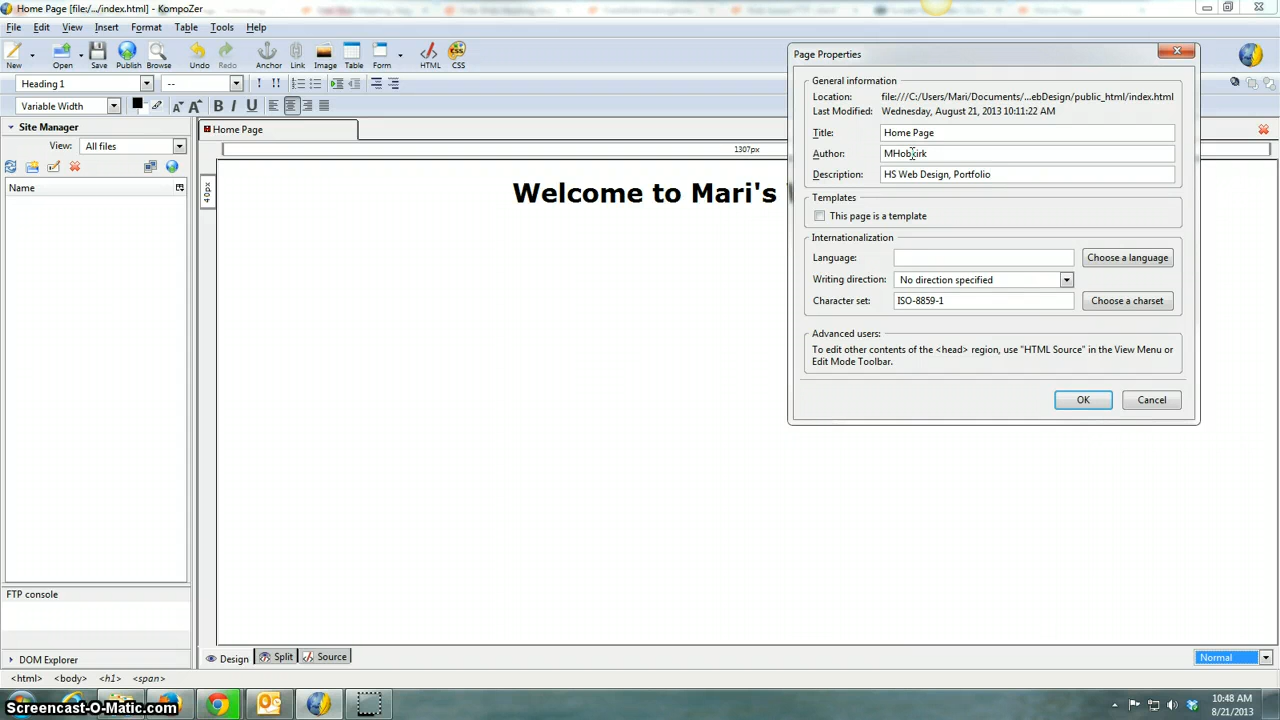 Home Page [file:/.../index.html] - KompoZer
File Edit View Insert Format Table Tools Help
New Open Save Publish Browse Undo Redo Anchor Link Image Table Form HTML CSS
Heading 1 -- ! !!
Variable Width A A B I U
Site Manager
View: All files
Name
FTP console
DOM Explorer
Home Page
1307px
40px
Welcome to Mari's
Page Properties
General information
Location: file:///C:/Users/Mari/Documents/...ebDesign/public_html/index.html
Last Modified: Wednesday, August 21, 2013 10:11:22 AM
Title: Home Page
Author: MHobkirk
Description: HS Web Design, Portfolio
Templates
This page is a template
Internationalization
Language: Choose a language
Writing direction: No direction specified
Character set: ISO-8859-1 Choose a charset
Advanced users:
To edit other contents of the <head> region, use "HTML Source" in the View Menu or
Edit Mode Toolbar.
OK Cancel
Design Split Source Normal
<html> <body> <h1> <span>
Screencast-O-Matic.com
10:48 AM
8/21/2013